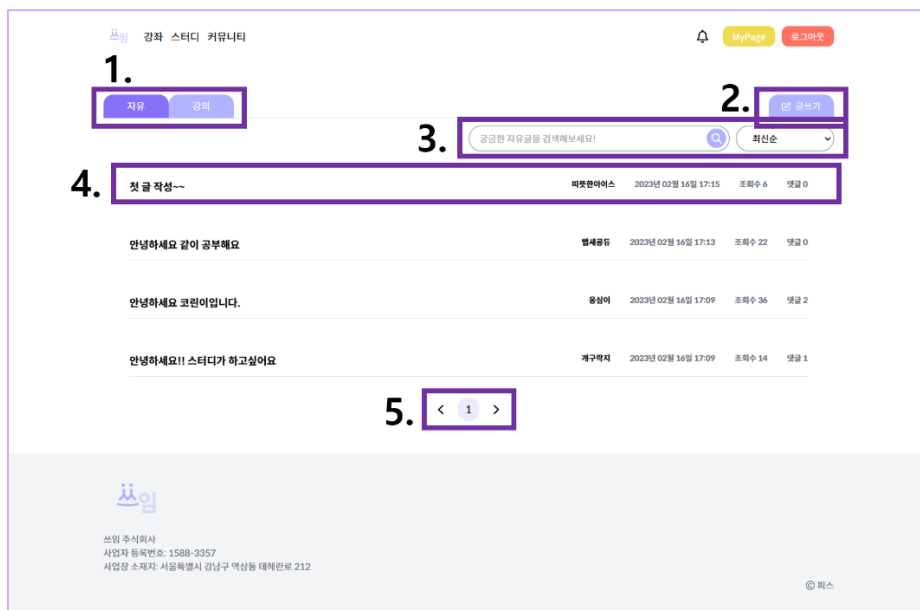 쓰임 강좌 스터디 커뮤니티 MyPage 로그아웃
1.
자유 강의 2. 글쓰기
3. 궁금한 자유글을 검색해보세요! 최신순
4. 첫 글 작성~~ 따뜻한아이스 2023년 02월 16일 17:15 조회수 6 댓글 0
안녕하세요 같이 공부해요 뱁새콩듀 2023년 02월 16일 17:13 조회수 22 댓글 0
안녕하세요 코린이입니다. 옹심이 2023년 02월 16일 17:09 조회수 36 댓글 2
안녕하세요!! 스터디가 하고싶어요 개구락지 2023년 02월 16일 17:09 조회수 14 댓글 1
5. < 1 >
쓰임
쓰임 주식회사
사업자 등록번호: 1588-3357
사업장 소재지: 서울특별시 강남구 역삼동 테헤란로 212
© 피스